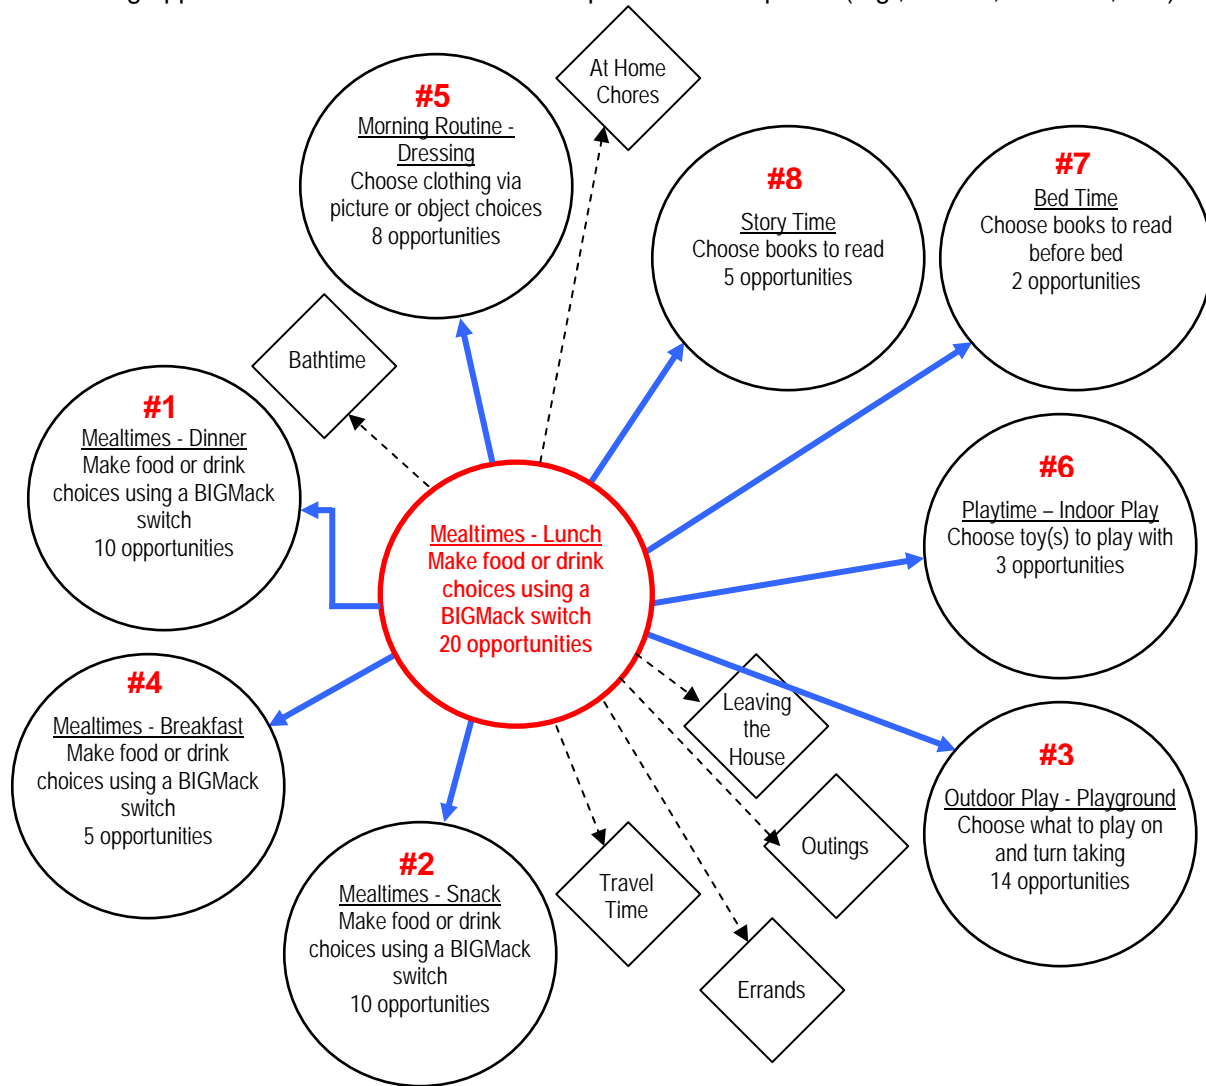 At Home
Chores
#5
Morning Routine -
Dressing
Choose clothing via
picture or object choices
8 opportunities
#8
Story Time
Choose books to read
5 opportunities
#7
Bed Time
Choose books to read
before bed
2 opportunities
Bathtime
#1
Mealtimes - Dinner
Make food or drink
choices using a BIGMack
switch
10 opportunities
Mealtimes - Lunch
Make food or drink
choices using a
BIGMack switch
20 opportunities
#6
Playtime – Indoor Play
Choose toy(s) to play with
3 opportunities
#4
Mealtimes - Breakfast
Make food or drink
choices using a BIGMack
switch
5 opportunities
Leaving
the
House
#3
Outdoor Play - Playground
Choose what to play on
and turn taking
14 opportunities
#2
Mealtimes - Snack
Make food or drink
choices using a BIGMack
switch
10 opportunities
Travel
Time
Outings
Errands